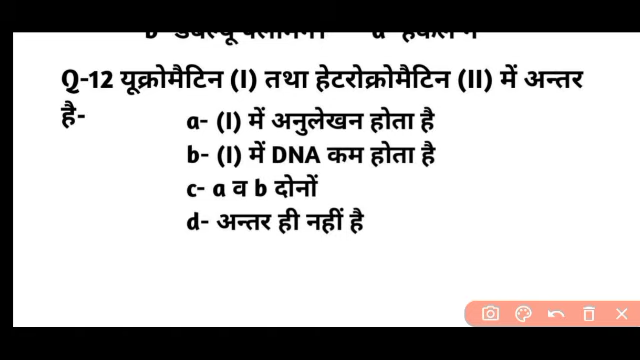 Q-12 यूक्रोमैटिन (I) तथा हेटरोक्रोमैटिन (II) में अन्तर
है-
a- (I) में अनुलेखन होता है
b- (I) में DNA कम होता है
c- a व b दोनों
d- अन्तर ही नहीं है